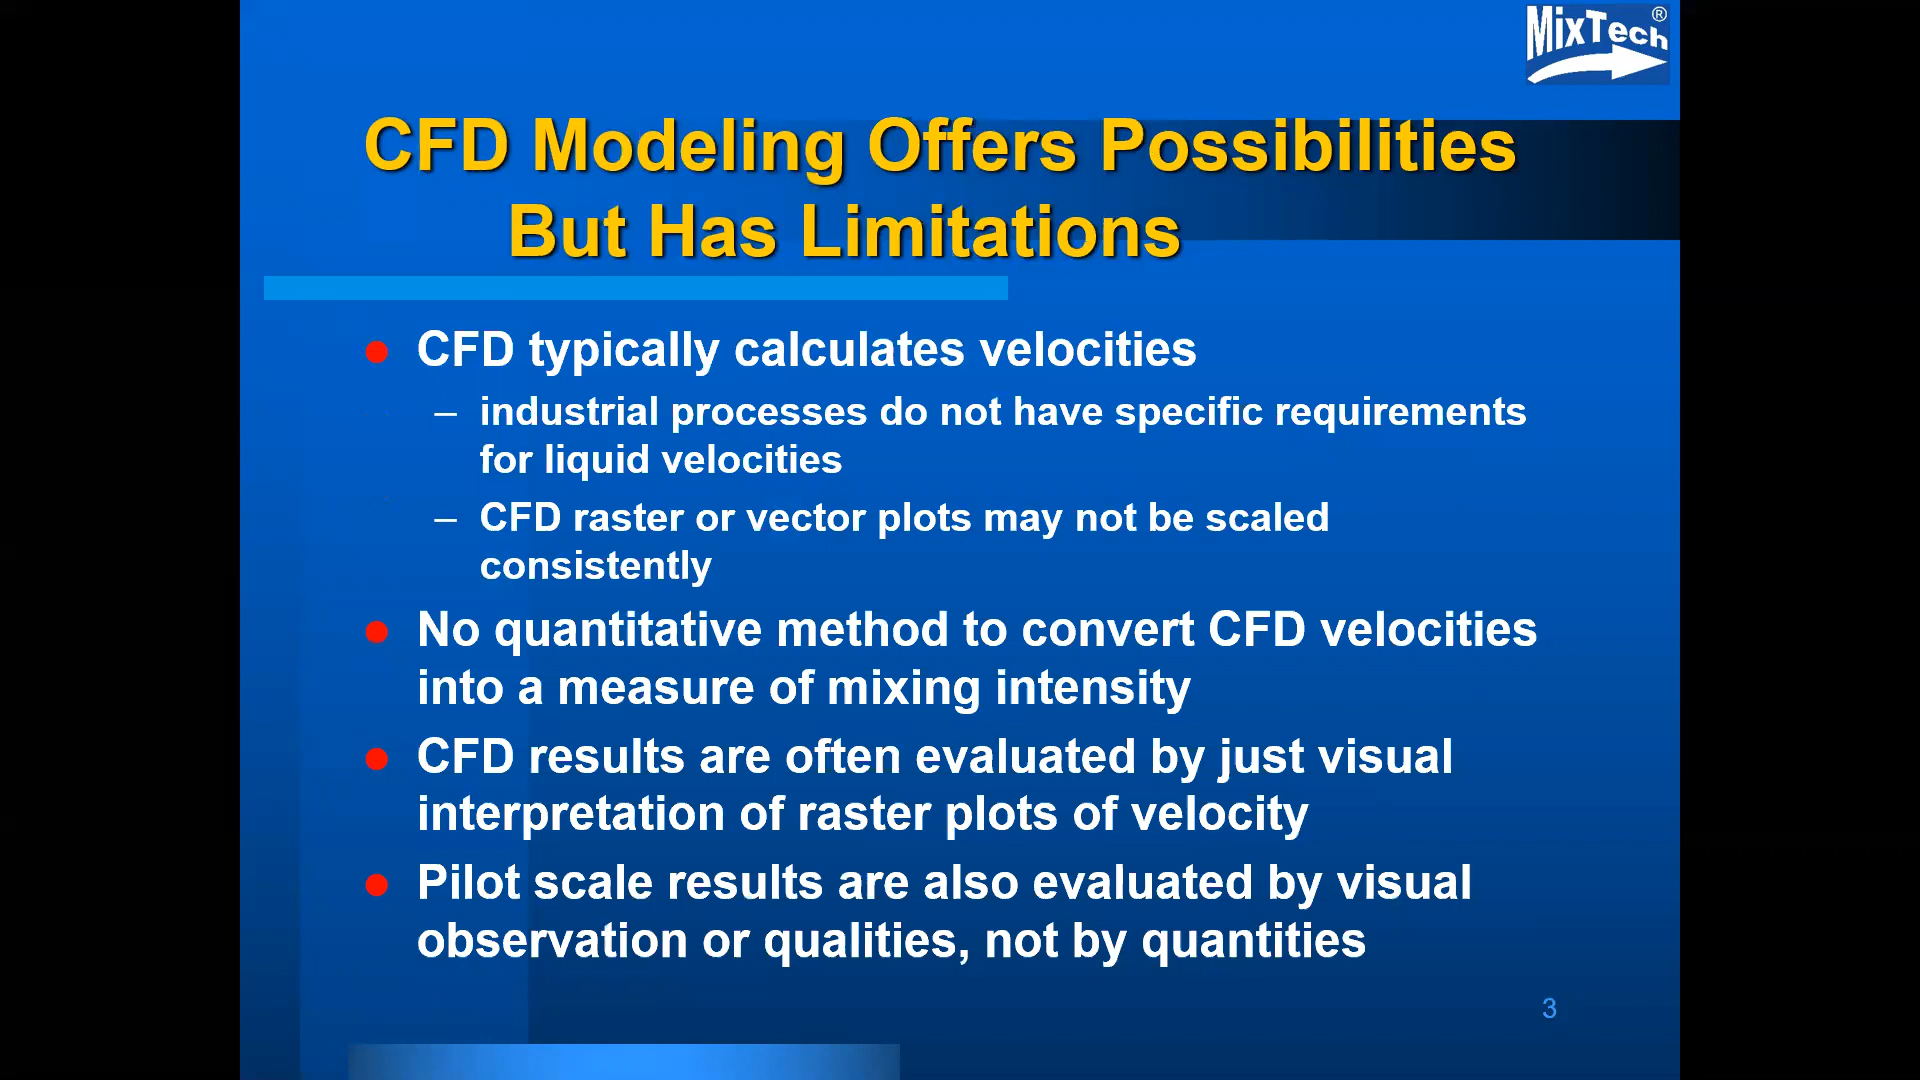 MixTech®
CFD Modeling Offers Possibilities
But Has Limitations
● CFD typically calculates velocities
– industrial processes do not have specific requirements
for liquid velocities
– CFD raster or vector plots may not be scaled
consistently
● No quantitative method to convert CFD velocities
into a measure of mixing intensity
● CFD results are often evaluated by just visual
interpretation of raster plots of velocity
● Pilot scale results are also evaluated by visual
observation or qualities, not by quantities
3